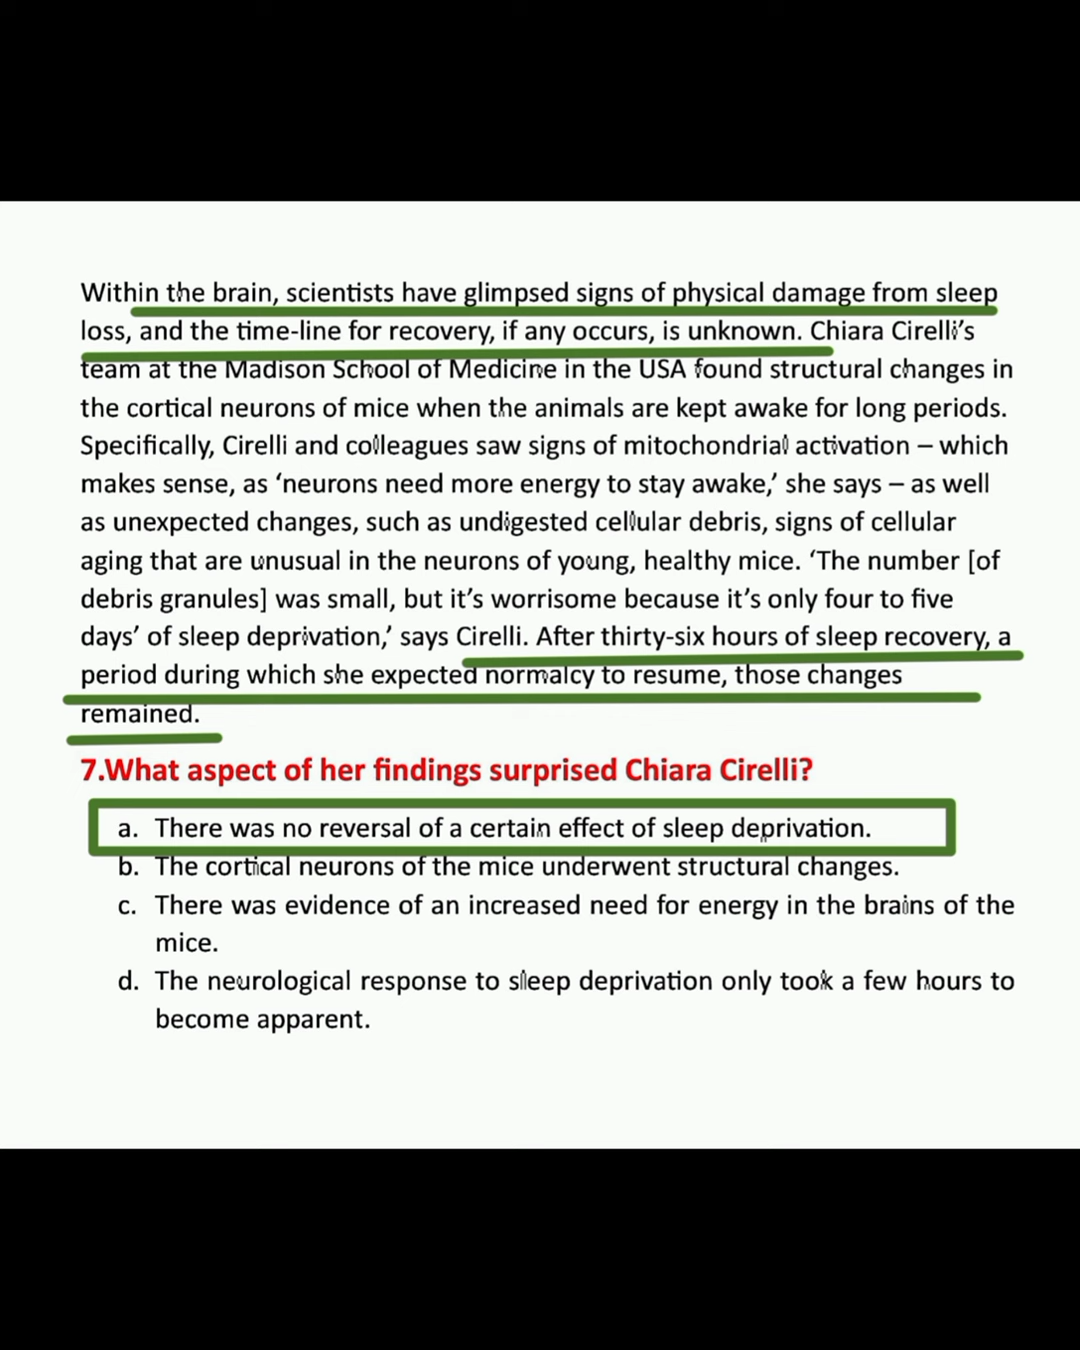 Within the brain, scientists have glimpsed signs of physical damage from sleep
loss, and the time-line for recovery, if any occurs, is unknown. Chiara Cirelli’s
team at the Madison School of Medicine in the USA found structural changes in
the cortical neurons of mice when the animals are kept awake for long periods.
Specifically, Cirelli and colleagues saw signs of mitochondrial activation – which
makes sense, as ‘neurons need more energy to stay awake,’ she says – as well
as unexpected changes, such as undigested cellular debris, signs of cellular
aging that are unusual in the neurons of young, healthy mice. ‘The number [of
debris granules] was small, but it’s worrisome because it’s only four to five
days’ of sleep deprivation,’ says Cirelli. After thirty-six hours of sleep recovery, a
period during which she expected normalcy to resume, those changes
remained.
7.What aspect of her findings surprised Chiara Cirelli?
a. There was no reversal of a certain effect of sleep deprivation.
b. The cortical neurons of the mice underwent structural changes.
c. There was evidence of an increased need for energy in the brains of the
mice.
d. The neurological response to sleep deprivation only took a few hours to
become apparent.